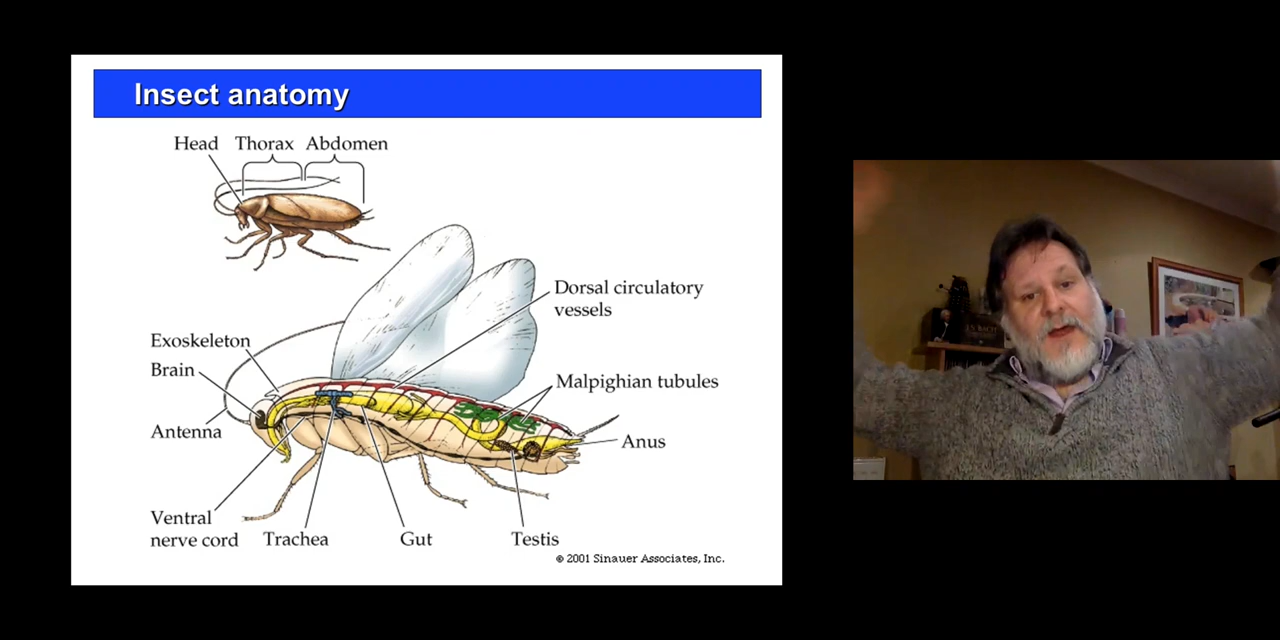 Insect anatomy
Head Thorax Abdomen
Dorsal circulatory
vessels
Exoskeleton
Brain
Malpighian tubules
Antenna
Anus
Ventral
nerve cord
Trachea
Gut
Testis
© 2001 Sinauer Associates, Inc.